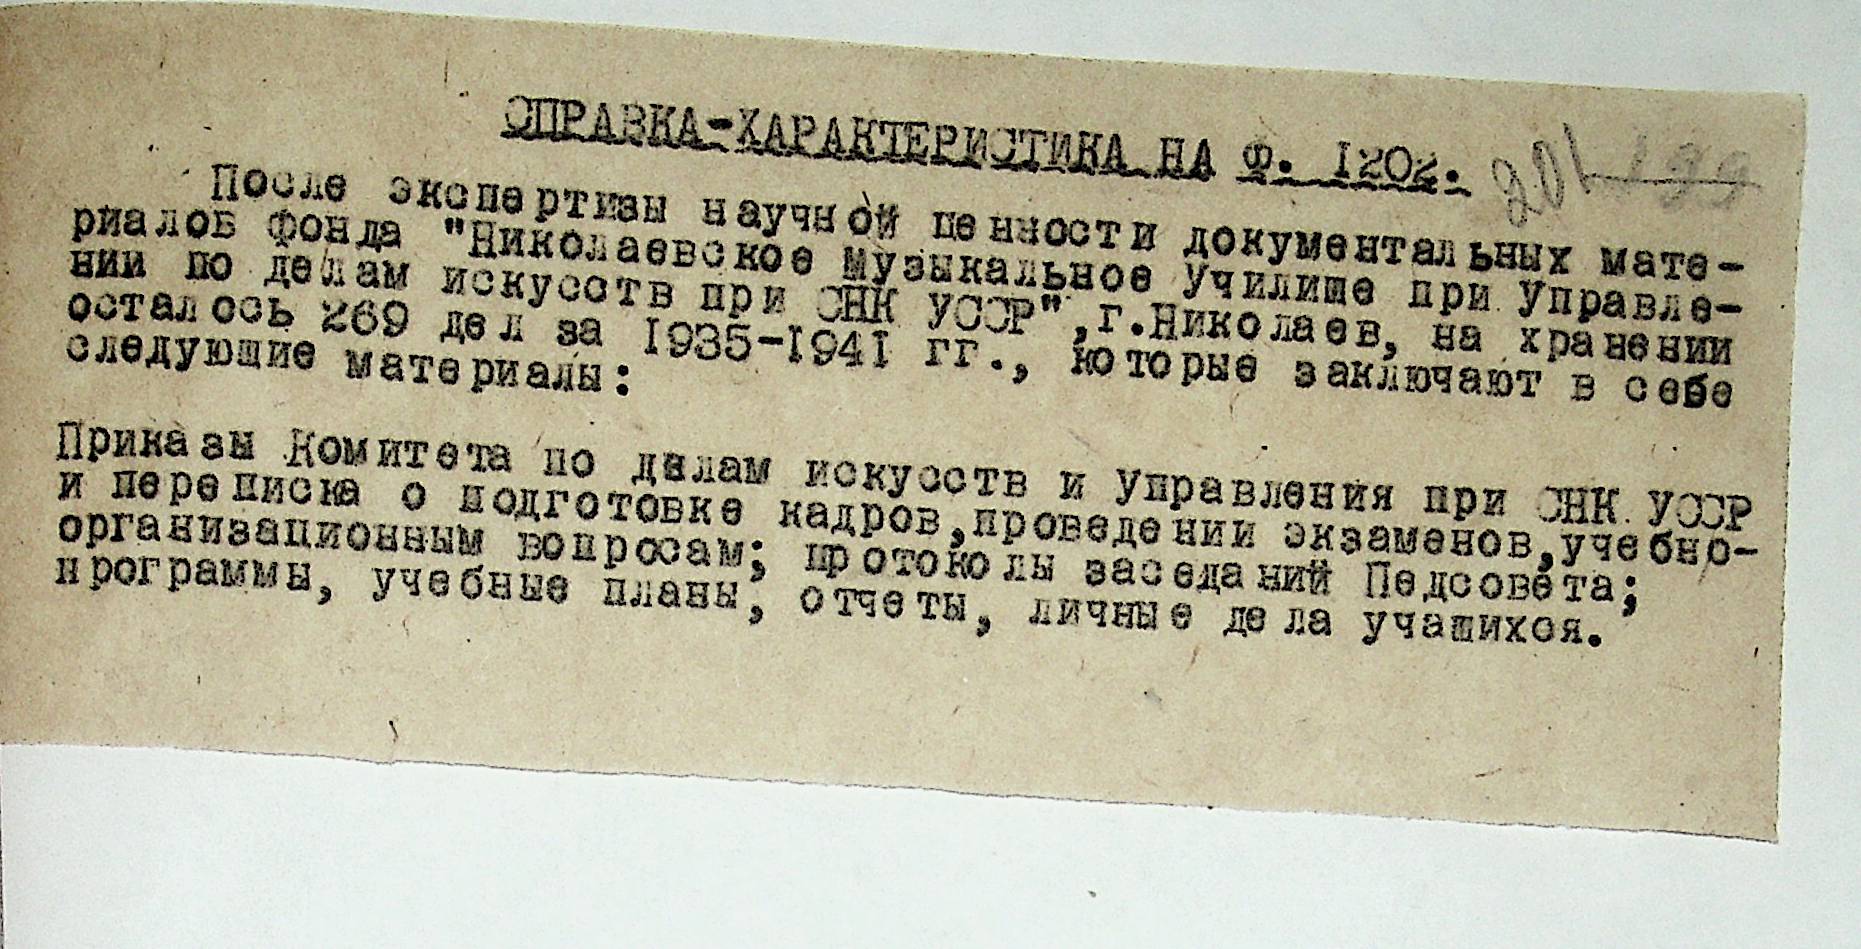 СПРАВКА-ХАРАКТЕРИСТИКА НА Ф. 1202. 201
После экспертизы научной ценности документальных мате-
риалов фонда "Николаевское музыкальное училище при Управле-
нии по делам искусств при СНК УССР", г.Николаев, на хранении
осталось 269 дел за 1935-1941 гг., которые заключают в себе
следующие материалы:
Приказы Комитета по делам искусств и управления при СНК УССР
и переписка о подготовке кадров, проведении экзаменов, учебно-
организационным вопросам; протоколы заседаний Педсовета;
программы, учебные планы, отчеты, личные дела учащихся.